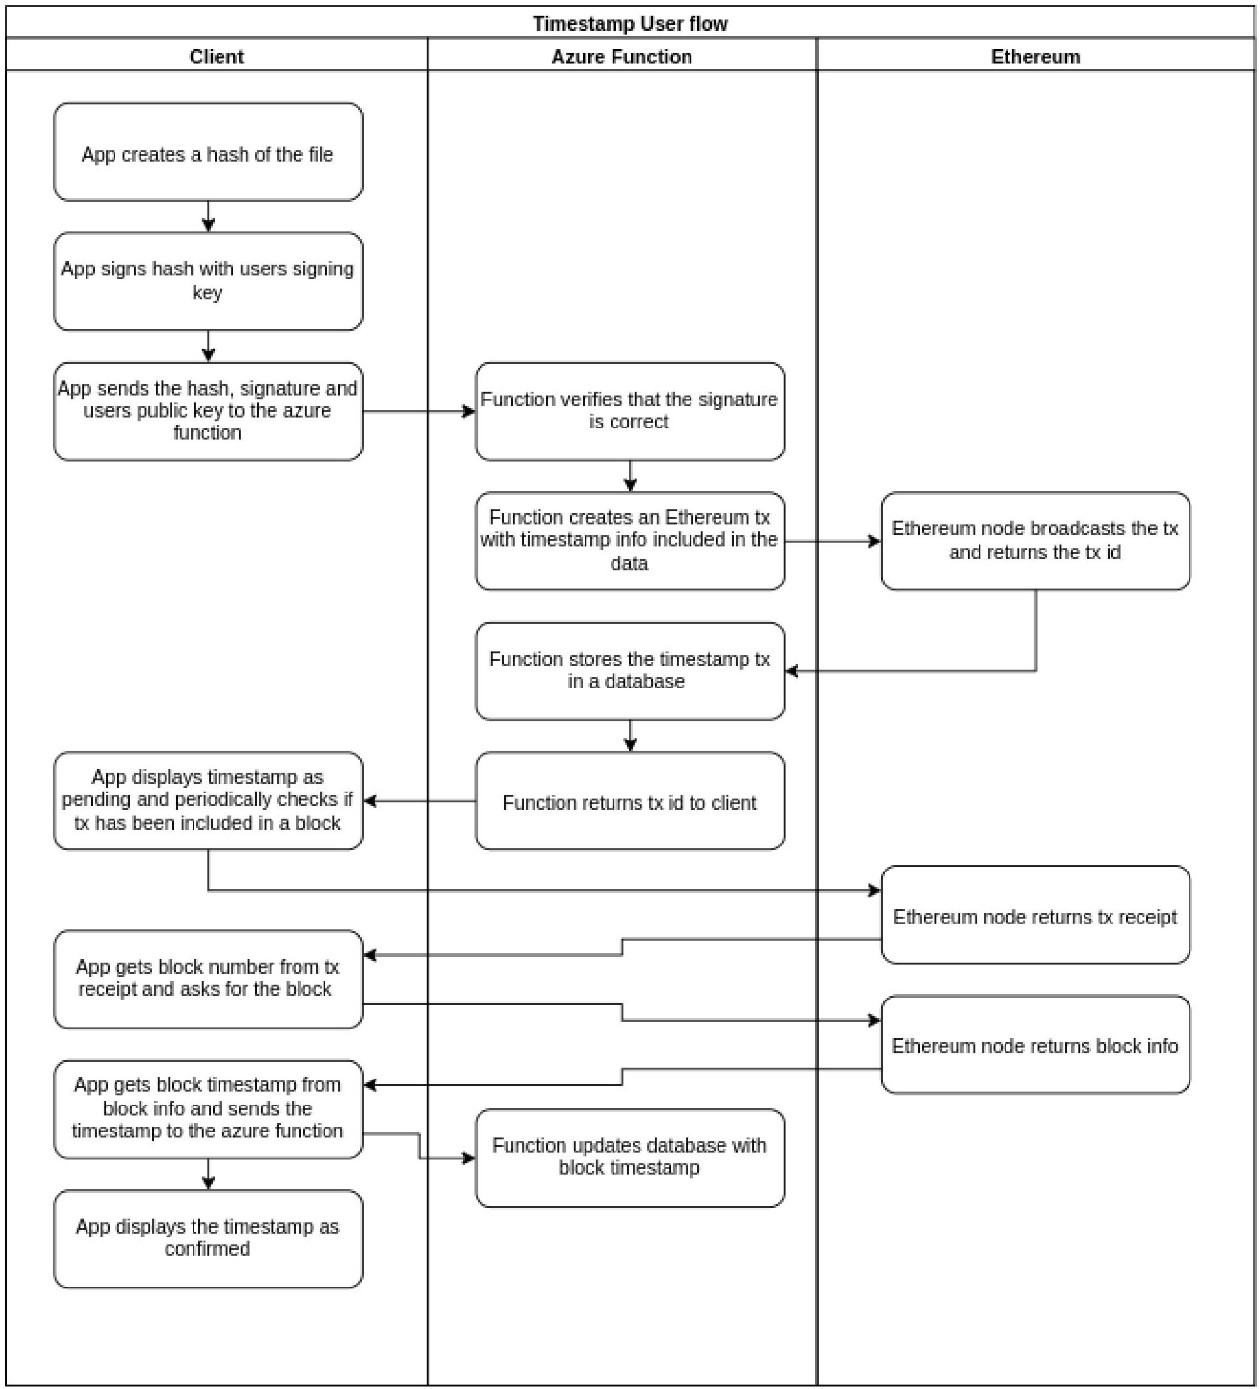 Timestamp User flow
Client
Azure Function
Ethereum
App creates a hash of the file
App signs hash with users signing
key
App sends the hash, signature and
users public key to the azure
function
Function verifies that the signature
is correct
Function creates an Ethereum tx
with timestamp info included in the
data
Ethereum node broadcasts the tx
and returns the tx id
Function stores the timestamp tx
in a database
Function returns tx id to client
App displays timestamp as
pending and periodically checks if
tx has been included in a block
Ethereum node returns tx receipt
App gets block number from tx
receipt and asks for the block
Ethereum node returns block info
App gets block timestamp from
block info and sends the
timestamp to the azure function
Function updates database with
block timestamp
App displays the timestamp as
confirmed